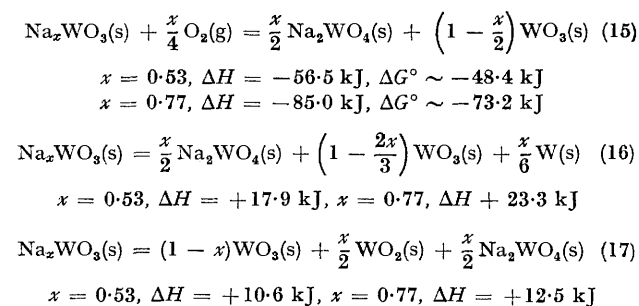 NaₓWO₃(s) + x/4 O₂(g) = x/2 Na₂WO₄(s) + (1 − x/2) WO₃(s) (15)
x = 0·53, ΔH = −56·5 kJ, ΔG° ~ −48·4 kJ
x = 0·77, ΔH = −85·0 kJ, ΔG° ~ −73·2 kJ
NaₓWO₃(s) = x/2 Na₂WO₄(s) + (1 − 2x/3) WO₃(s) + x/6 W(s) (16)
x = 0·53, ΔH = +17·9 kJ, x = 0·77, ΔH + 23·3 kJ
NaₓWO₃(s) = (1 − x)WO₃(s) + x/2 WO₂(s) + x/2 Na₂WO₄(s) (17)
x = 0·53, ΔH = +10·6 kJ, x = 0·77, ΔH = +12·5 kJ